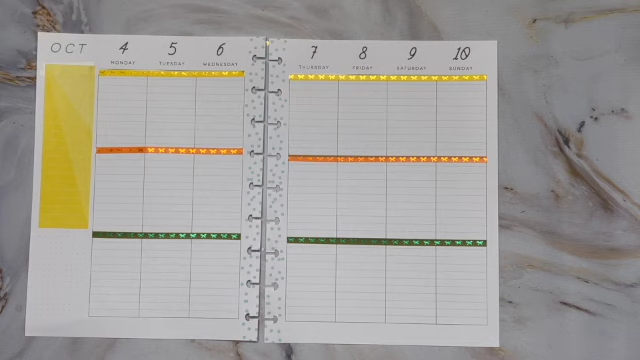 OCT 4 5 6
MONDAY TUESDAY WEDNESDAY
7 8 9 10
THURSDAY FRIDAY SATURDAY SUNDAY